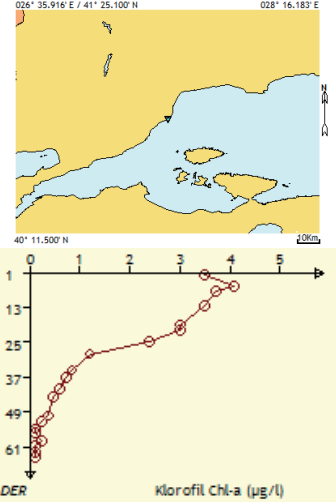 026° 35.916' E / 41° 25.100' N 028° 16.183' E
N
40° 11.500' N 10Km
0 1 2 3 4 5
1
13
25
37
49
61
DER Klorofil Chl-a (µg/l)